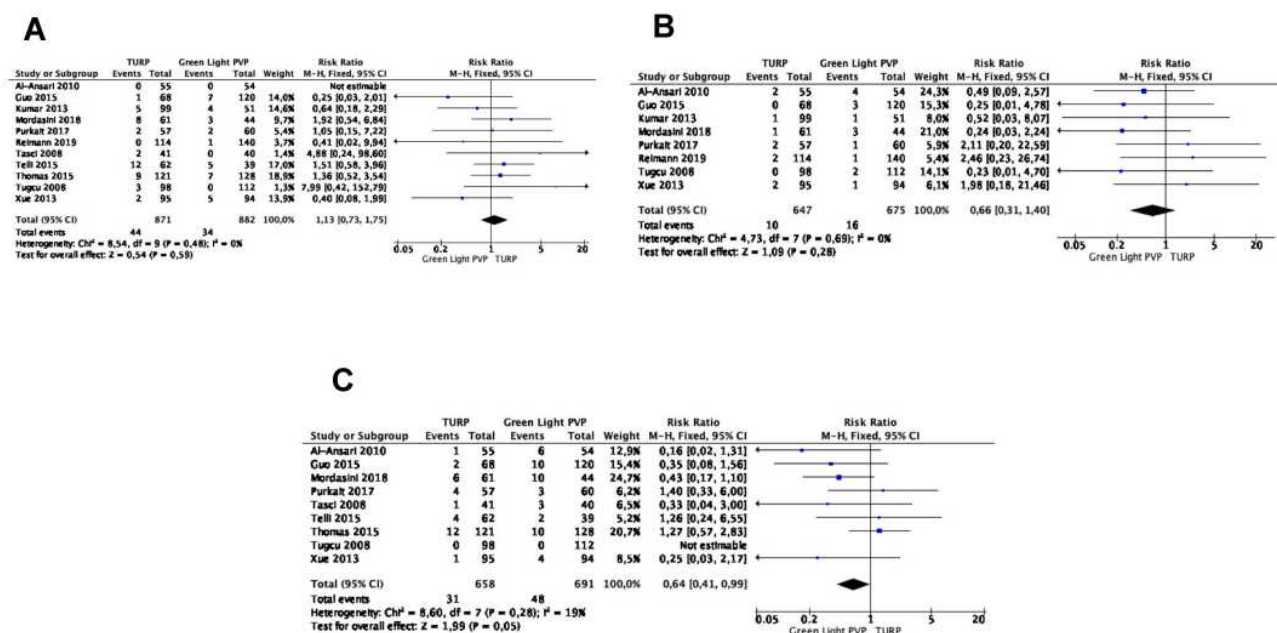 A
TURP Green Light PVP Risk Ratio Risk Ratio
Study or Subgroup Events Total Events Total Weight M-H, Fixed, 95% CI M-H, Fixed, 95% CI
Al-Ansari 2010 0 55 0 54 Not estimable
Guo 2015 1 68 7 120 14,0% 0,25 [0,03, 2,01]
Kumar 2013 5 99 4 51 14,6% 0,64 [0,18, 2,29]
Mordasini 2018 8 61 3 44 9,7% 1,92 [0,54, 6,84]
Purkait 2017 2 57 2 60 5,4% 1,05 [0,15, 7,22]
Reimann 2019 0 114 1 140 3,7% 0,41 [0,02, 9,94]
Tasci 2008 2 41 0 40 1,4% 4,88 [0,24, 98,60]
Telli 2015 12 62 5 39 17,0% 1,51 [0,58, 3,96]
Thomas 2015 9 121 7 128 15,1% 1,36 [0,52, 3,54]
Tugcu 2008 3 98 0 112 1,3% 7,99 [0,42, 152,79]
Xue 2013 2 95 5 94 13,9% 0,40 [0,08, 1,99]
Total (95% CI) 871 882 100,0% 1,13 [0,73, 1,75]
Total events 44 34
Heterogeneity: Chi² = 8,54, df = 9 (P = 0,48); I² = 0%
Test for overall effect: Z = 0,54 (P = 0,59)
0.05 0.2 1 5 20
Green Light PVP TURP
B
TURP Green Light PVP Risk Ratio Risk Ratio
Study or Subgroup Events Total Events Total Weight M-H, Fixed, 95% CI M-H, Fixed, 95% CI
Al-Ansari 2010 2 55 4 54 24,3% 0,49 [0,09, 2,57]
Guo 2015 0 68 3 120 15,3% 0,25 [0,01, 4,78]
Kumar 2013 1 99 1 51 8,0% 0,52 [0,03, 8,07]
Mordasini 2018 1 61 3 44 21,0% 0,24 [0,03, 2,24]
Purkait 2017 2 57 1 60 5,9% 2,11 [0,20, 22,59]
Reimann 2019 2 114 1 140 5,4% 2,46 [0,23, 26,74]
Tugcu 2008 0 98 2 112 14,1% 0,23 [0,01, 4,70]
Xue 2013 2 95 1 94 6,1% 1,98 [0,18, 21,46]
Total (95% CI) 647 675 100,0% 0,66 [0,31, 1,40]
Total events 10 16
Heterogeneity: Chi² = 4,73, df = 7 (P = 0,69); I² = 0%
Test for overall effect: Z = 1,09 (P = 0,28)
0.05 0.2 1 5 20
Green Light PVP TURP
C
TURP Green Light PVP Risk Ratio Risk Ratio
Study or Subgroup Events Total Events Total Weight M-H, Fixed, 95% CI M-H, Fixed, 95% CI
Al-Ansari 2010 1 55 6 54 12,9% 0,16 [0,02, 1,31]
Guo 2015 2 68 10 120 15,4% 0,35 [0,08, 1,56]
Mordasini 2018 6 61 10 44 24,7% 0,43 [0,17, 1,10]
Purkait 2017 4 57 3 60 6,2% 1,40 [0,33, 6,00]
Tasci 2008 1 41 3 40 6,5% 0,33 [0,04, 3,00]
Telli 2015 4 62 2 39 5,2% 1,26 [0,24, 6,55]
Thomas 2015 12 121 10 128 20,7% 1,27 [0,57, 2,83]
Tugcu 2008 0 98 0 112 Not estimable
Xue 2013 1 95 4 94 8,5% 0,25 [0,03, 2,17]
Total (95% CI) 658 691 100,0% 0,64 [0,41, 0,99]
Total events 31 48
Heterogeneity: Chi² = 8,60, df = 7 (P = 0,28); I² = 19%
Test for overall effect: Z = 1,99 (P = 0,05)
0.05 0.2 1 5 20
Green Light PVP TURP